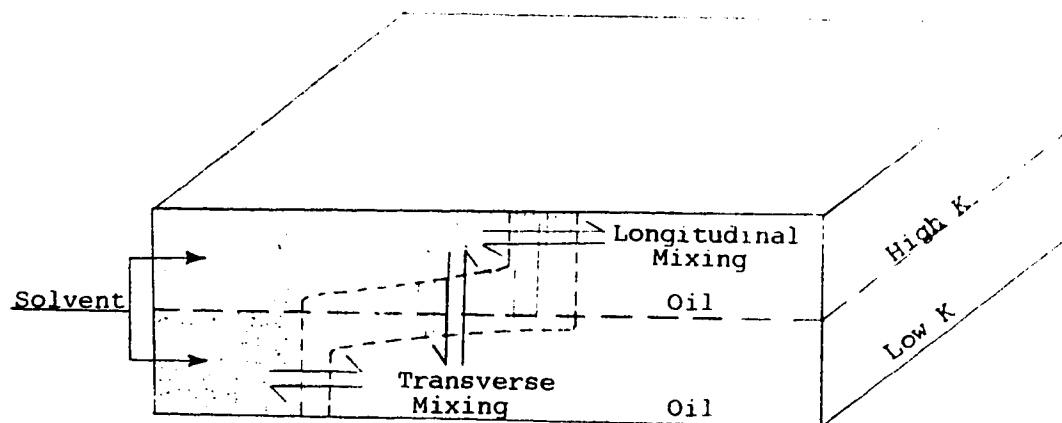 Longitudinal
Mixing
High K
Solvent
Oil
Low K
Transverse
Mixing
Oil